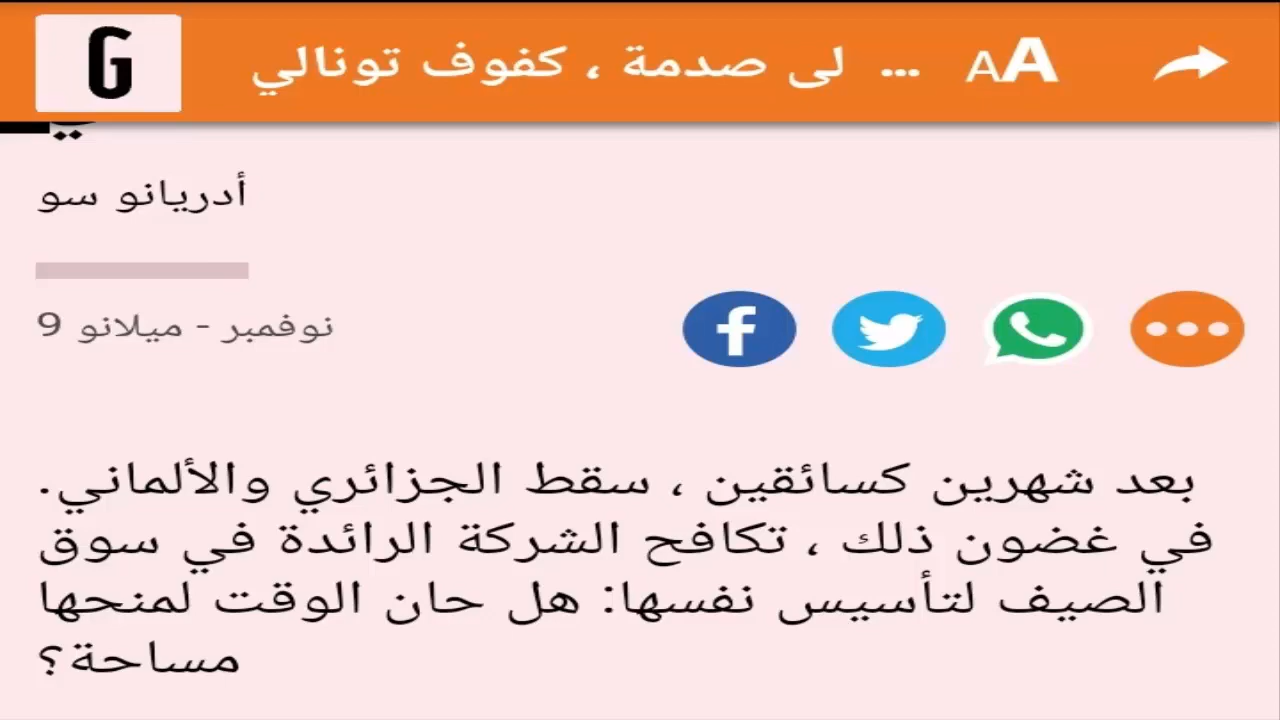 G
... لى صدمة ، كفوف تونالي
AA
أدريانو سو
نوفمبر - ميلانو 9
بعد شهرين كسائقين ، سقط الجزائري والألماني.
في غضون ذلك ، تكافح الشركة الرائدة في سوق
الصيف لتأسيس نفسها: هل حان الوقت لمنحها
مساحة؟